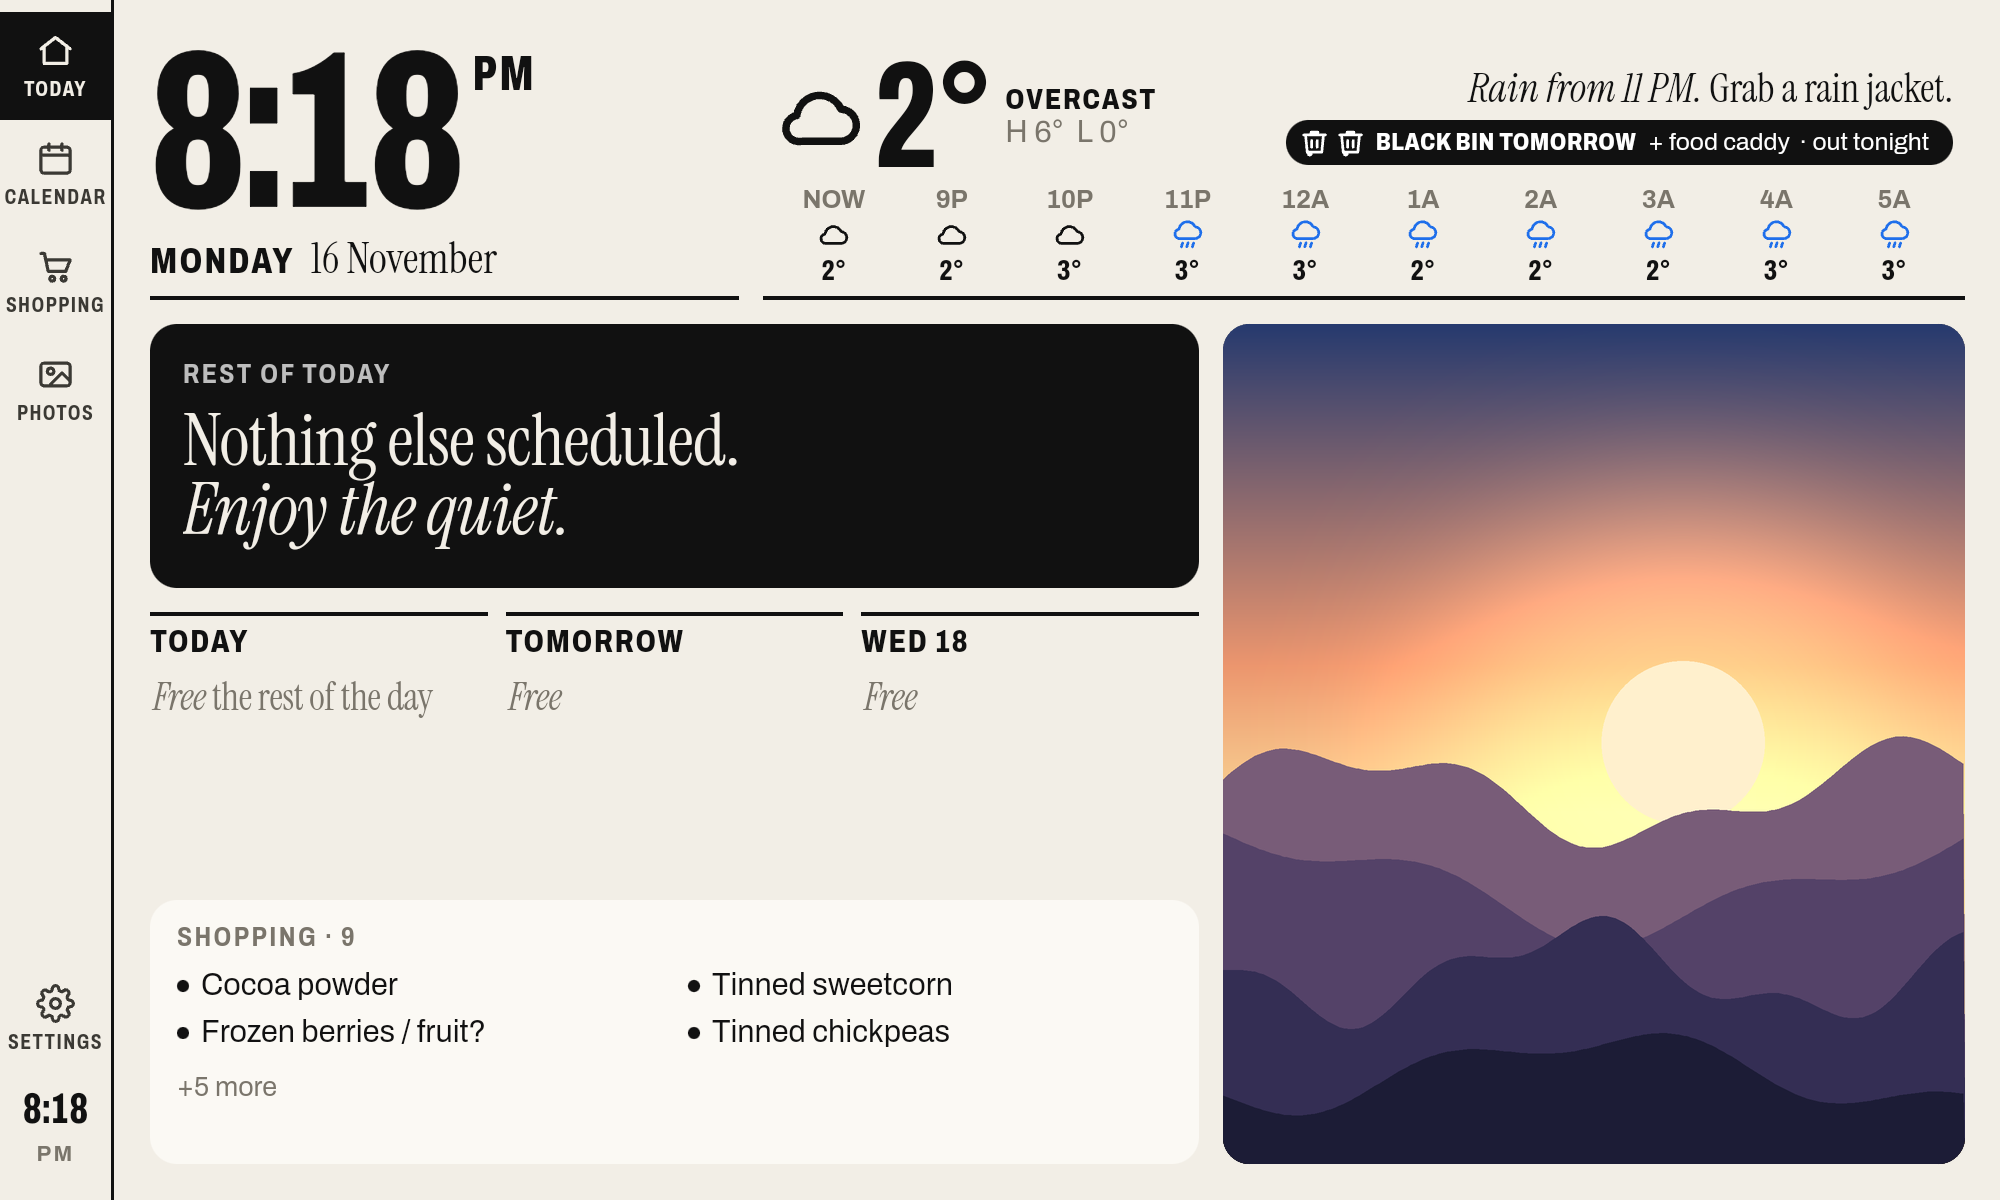 TODAY
CALENDAR
SHOPPING
PHOTOS
SETTINGS
8:18
PM
8:18 PM
MONDAY 16 November
2°
OVERCAST
H 6° L 0°
Rain from 11 PM. Grab a rain jacket.
BLACK BIN TOMORROW + food caddy · out tonight
NOW 9P 10P 11P 12A 1A 2A 3A 4A 5A
2° 2° 3° 3° 3° 2° 2° 2° 3° 3°
REST OF TODAY
Nothing else scheduled.
Enjoy the quiet.
TODAY
Free the rest of the day
TOMORROW
Free
WED 18
Free
SHOPPING · 9
Cocoa powder
Frozen berries / fruit?
Tinned sweetcorn
Tinned chickpeas
+5 more